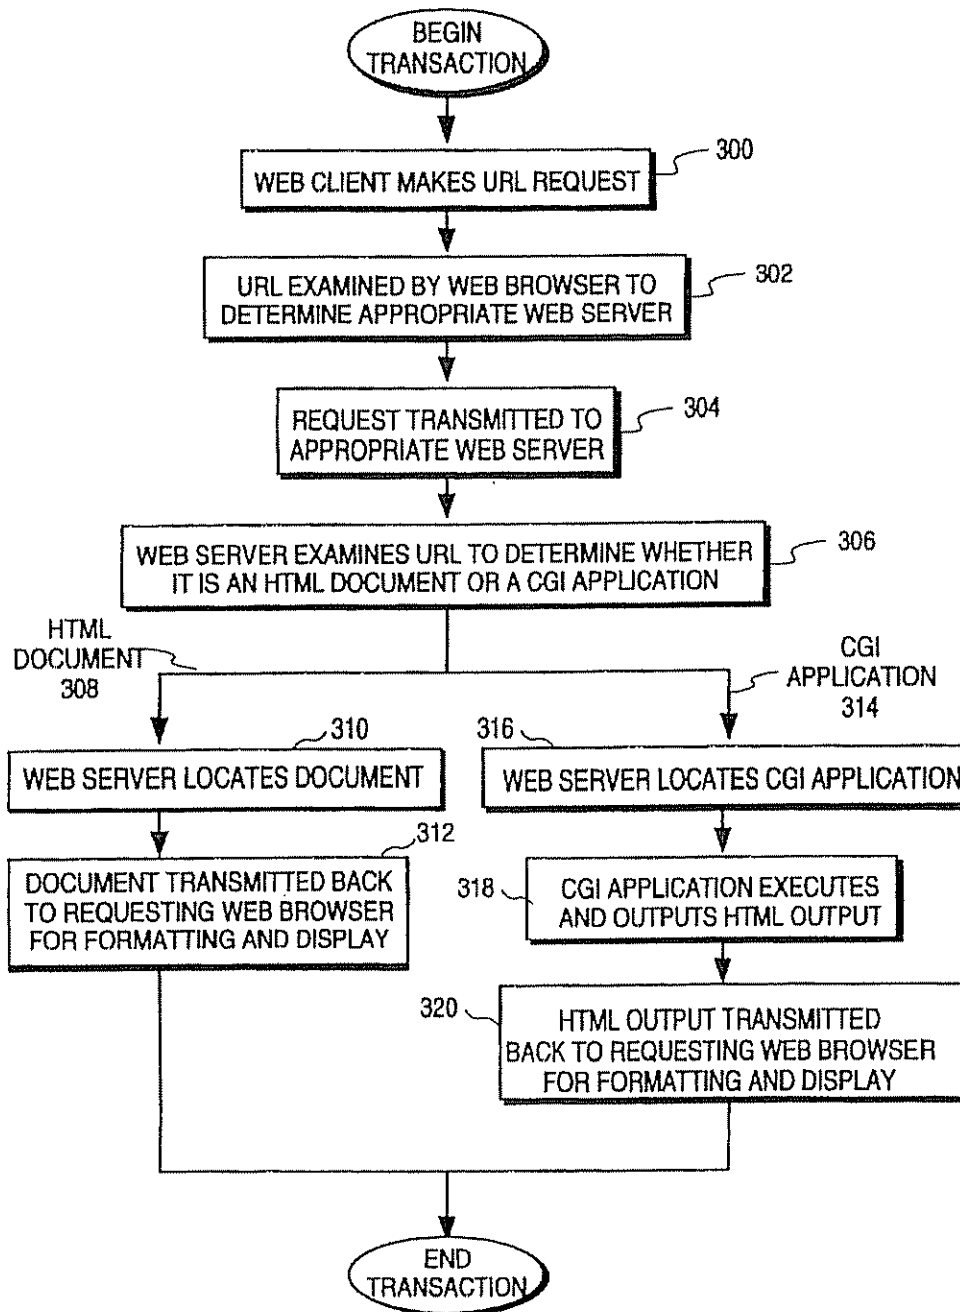 BEGIN
TRANSACTION
300
WEB CLIENT MAKES URL REQUEST
302
URL EXAMINED BY WEB BROWSER TO
DETERMINE APPROPRIATE WEB SERVER
304
REQUEST TRANSMITTED TO
APPROPRIATE WEB SERVER
306
WEB SERVER EXAMINES URL TO DETERMINE WHETHER
IT IS AN HTML DOCUMENT OR A CGI APPLICATION
HTML
DOCUMENT
308
CGI
APPLICATION
314
310
WEB SERVER LOCATES DOCUMENT
316
WEB SERVER LOCATES CGI APPLICATION
312
DOCUMENT TRANSMITTED BACK
TO REQUESTING WEB BROWSER
FOR FORMATTING AND DISPLAY
318
CGI APPLICATION EXECUTES
AND OUTPUTS HTML OUTPUT
320
HTML OUTPUT TRANSMITTED
BACK TO REQUESTING WEB BROWSER
FOR FORMATTING AND DISPLAY
END
TRANSACTION